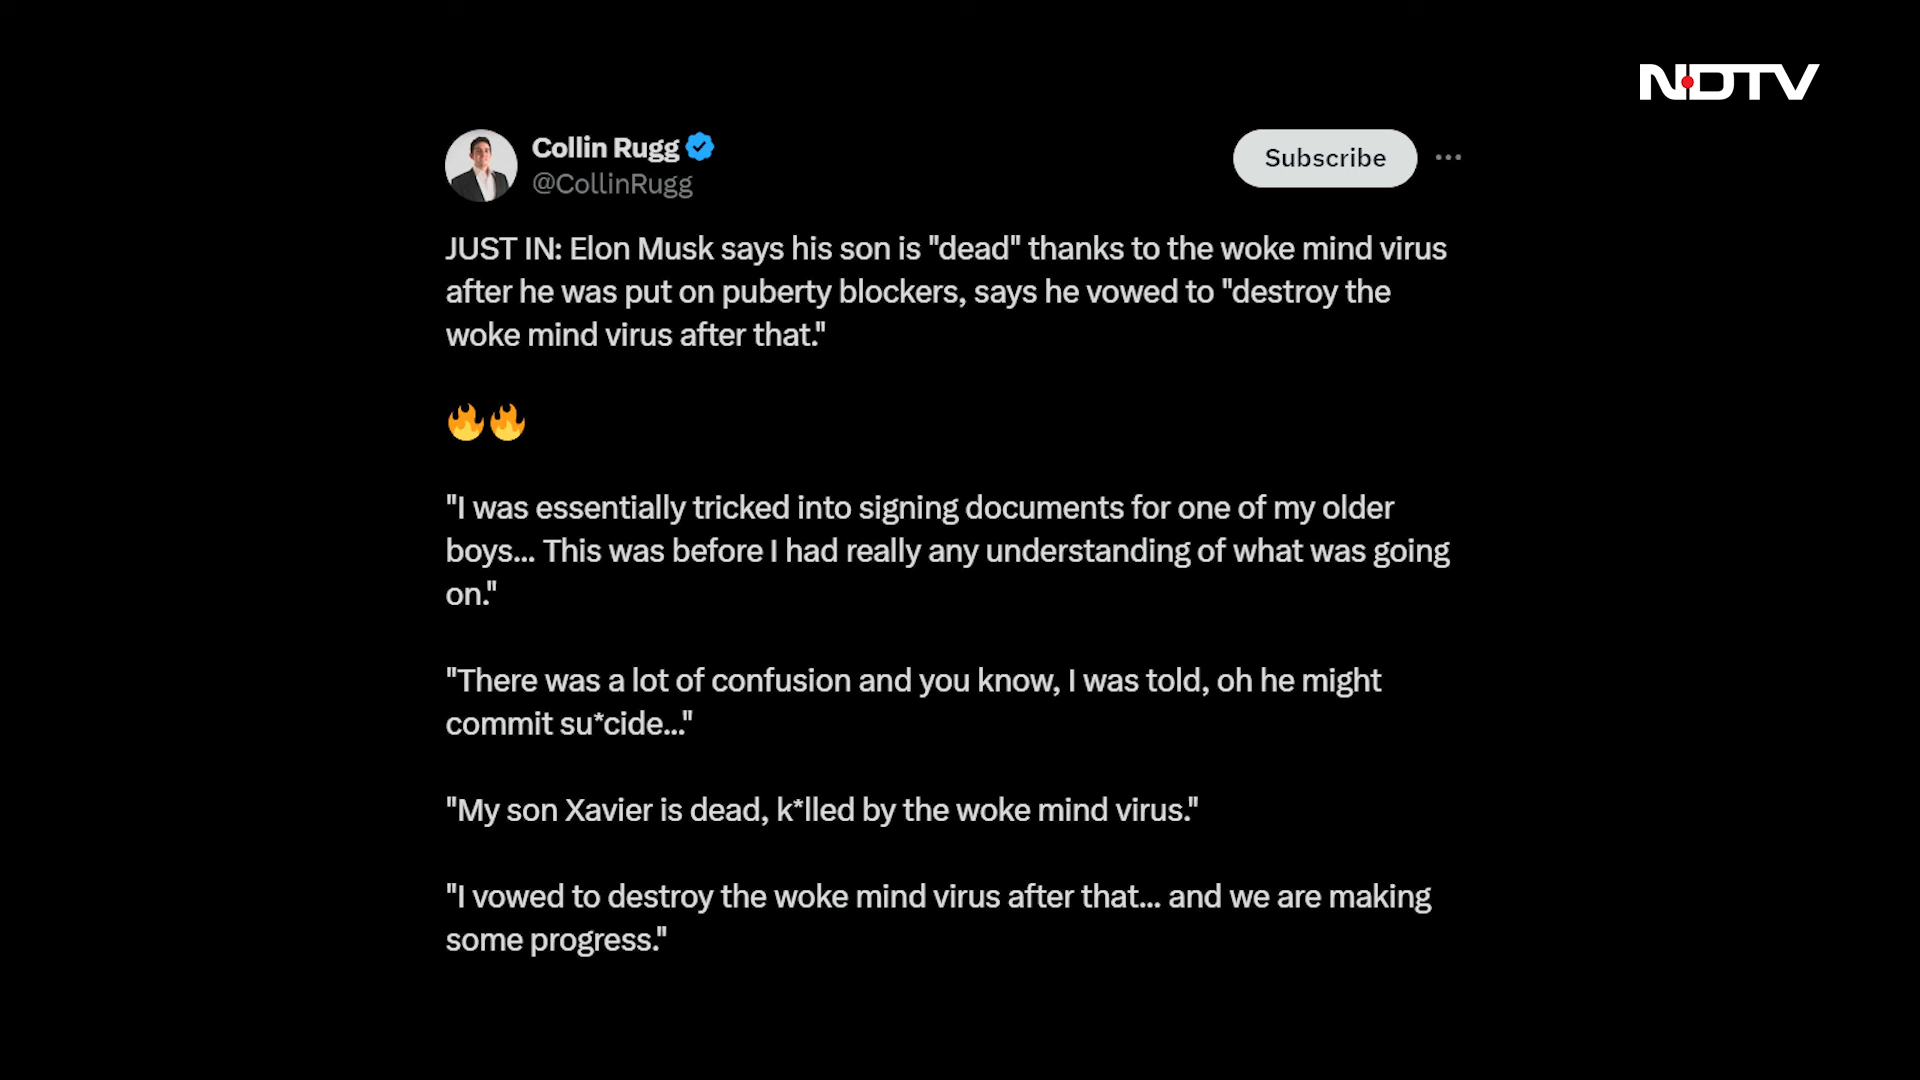 NDTV
Collin Rugg
@CollinRugg
Subscribe
JUST IN: Elon Musk says his son is "dead" thanks to the woke mind virus
after he was put on puberty blockers, says he vowed to "destroy the
woke mind virus after that."
"I was essentially tricked into signing documents for one of my older
boys... This was before I had really any understanding of what was going
on."
"There was a lot of confusion and you know, I was told, oh he might
commit su*cide..."
"My son Xavier is dead, k*lled by the woke mind virus."
"I vowed to destroy the woke mind virus after that... and we are making
some progress."